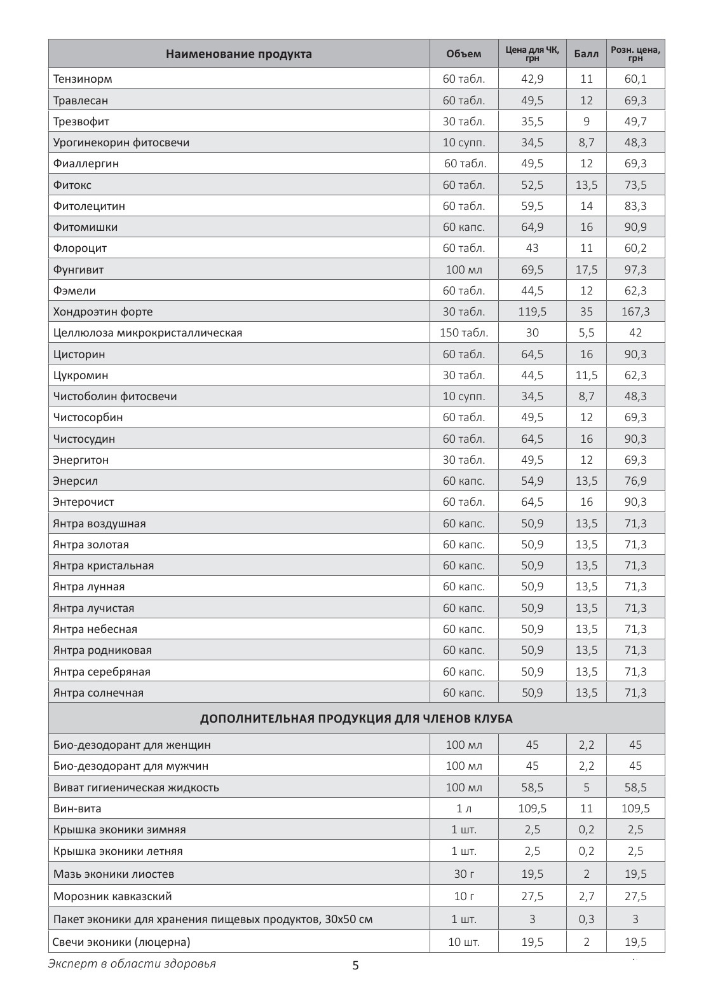 Наименование продукта Объем Цена для ЧК, грн Балл Розн. цена, грн
Тензинорм 60 табл. 42,9 11 60,1
Травлесан 60 табл. 49,5 12 69,3
Трезвофит 30 табл. 35,5 9 49,7
Урогинекорин фитосвечи 10 супп. 34,5 8,7 48,3
Фиаллергин 60 табл. 49,5 12 69,3
Фитокс 60 табл. 52,5 13,5 73,5
Фитолецитин 60 табл. 59,5 14 83,3
Фитомишки 60 капс. 64,9 16 90,9
Флороцит 60 табл. 43 11 60,2
Фунгивит 100 мл 69,5 17,5 97,3
Фэмели 60 табл. 44,5 12 62,3
Хондроэтин форте 30 табл. 119,5 35 167,3
Целлюлоза микрокристаллическая 150 табл. 30 5,5 42
Цисторин 60 табл. 64,5 16 90,3
Цукромин 30 табл. 44,5 11,5 62,3
Чистоболин фитосвечи 10 супп. 34,5 8,7 48,3
Чистосорбин 60 табл. 49,5 12 69,3
Чистосудин 60 табл. 64,5 16 90,3
Энергитон 30 табл. 49,5 12 69,3
Энерсил 60 капс. 54,9 13,5 76,9
Энтерочист 60 табл. 64,5 16 90,3
Янтра воздушная 60 капс. 50,9 13,5 71,3
Янтра золотая 60 капс. 50,9 13,5 71,3
Янтра кристальная 60 капс. 50,9 13,5 71,3
Янтра лунная 60 капс. 50,9 13,5 71,3
Янтра лучистая 60 капс. 50,9 13,5 71,3
Янтра небесная 60 капс. 50,9 13,5 71,3
Янтра родниковая 60 капс. 50,9 13,5 71,3
Янтра серебряная 60 капс. 50,9 13,5 71,3
Янтра солнечная 60 капс. 50,9 13,5 71,3
ДОПОЛНИТЕЛЬНАЯ ПРОДУКЦИЯ ДЛЯ ЧЛЕНОВ КЛУБА
Био-дезодорант для женщин 100 мл 45 2,2 45
Био-дезодорант для мужчин 100 мл 45 2,2 45
Виват гигиеническая жидкость 100 мл 58,5 5 58,5
Вин-вита 1 л 109,5 11 109,5
Крышка эконики зимняя 1 шт. 2,5 0,2 2,5
Крышка эконики летняя 1 шт. 2,5 0,2 2,5
Мазь эконики лиостев 30 г 19,5 2 19,5
Морозник кавказский 10 г 27,5 2,7 27,5
Пакет эконики для хранения пищевых продуктов, 30х50 см 1 шт. 3 0,3 3
Свечи эконики (люцерна) 10 шт. 19,5 2 19,5
Эксперт в области здоровья 5